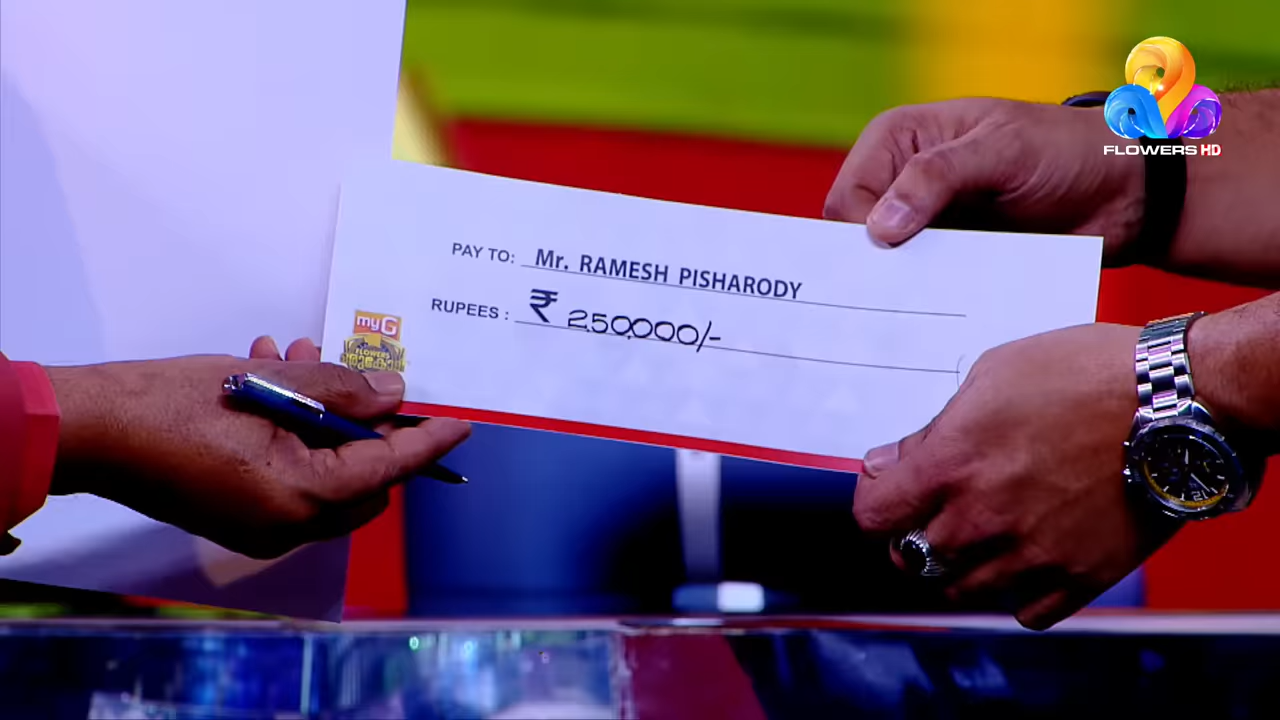 FLOWERS HD
PAY TO: Mr. RAMESH PISHARODY
RUPEES : ₹ 250000/-
myG
FLOWERS